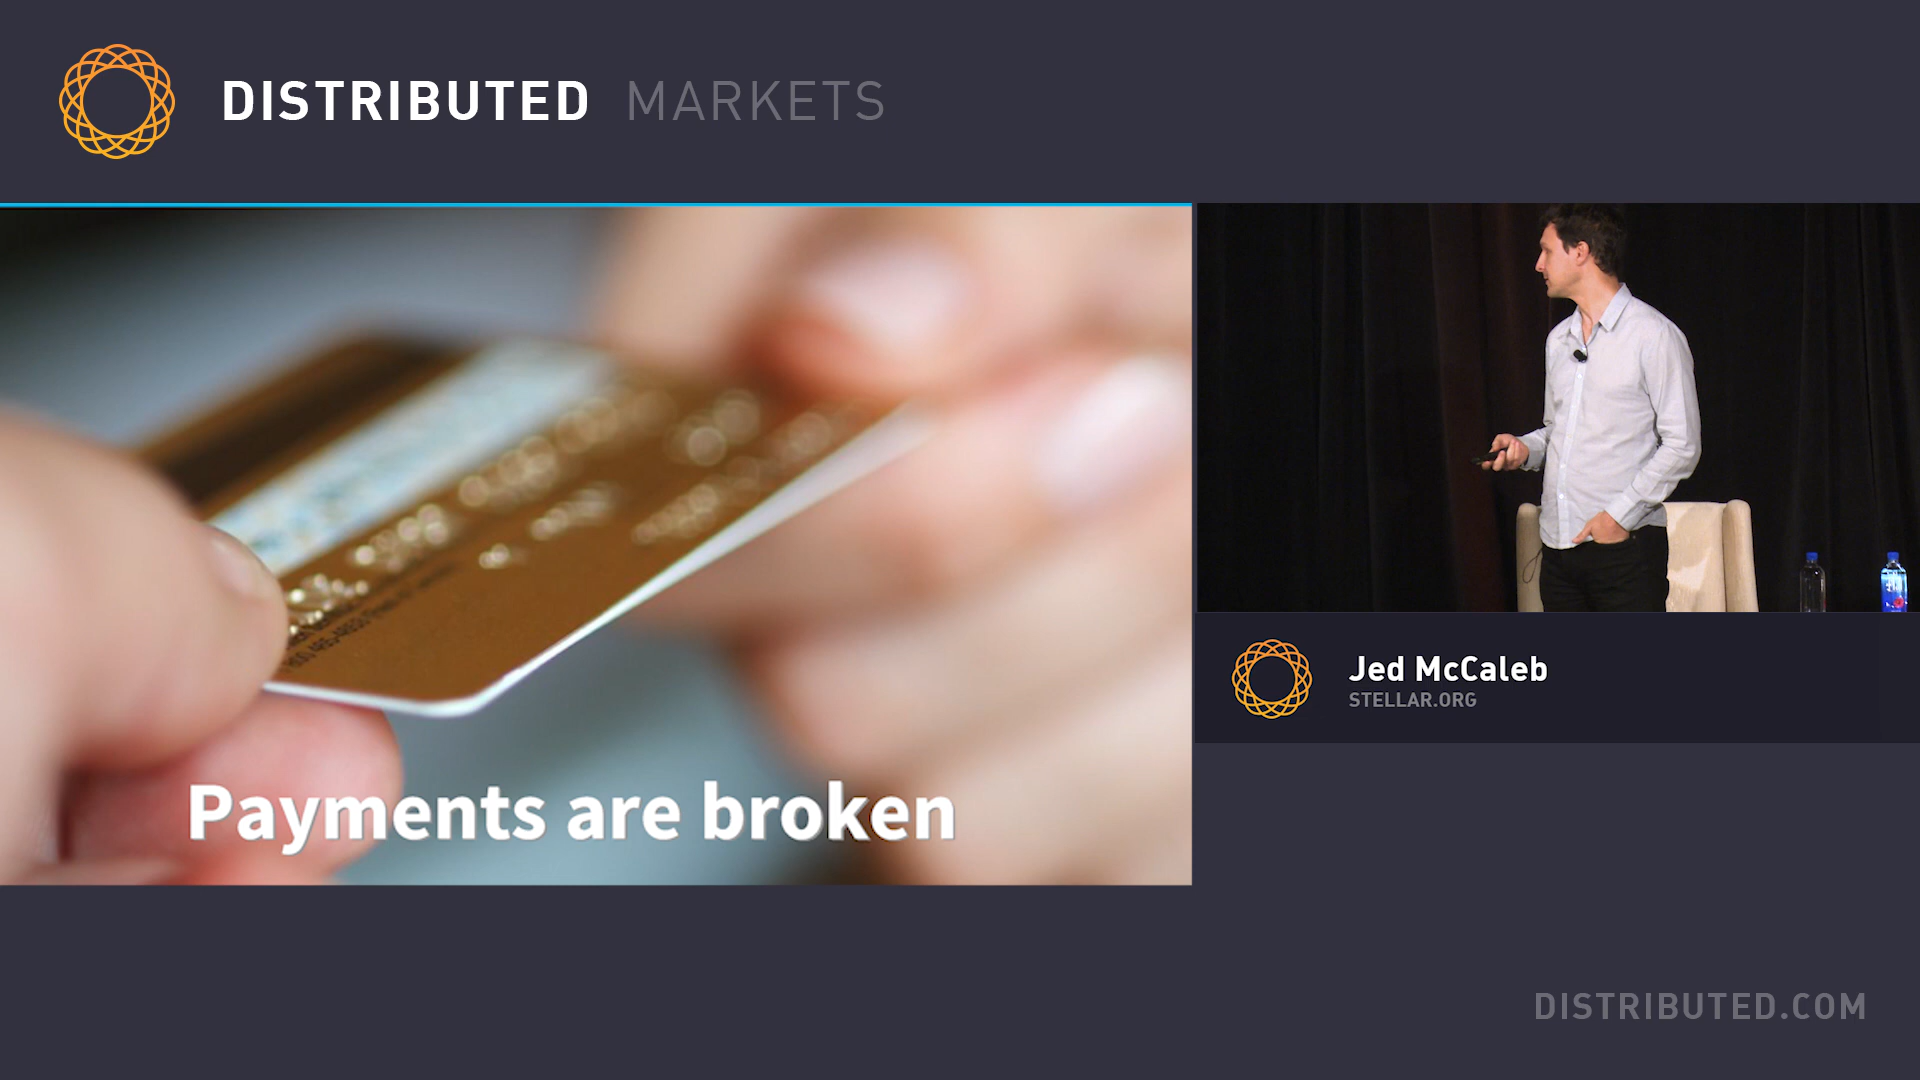 DISTRIBUTED MARKETS
Payments are broken
Jed McCaleb
STELLAR.ORG
DISTRIBUTED.COM